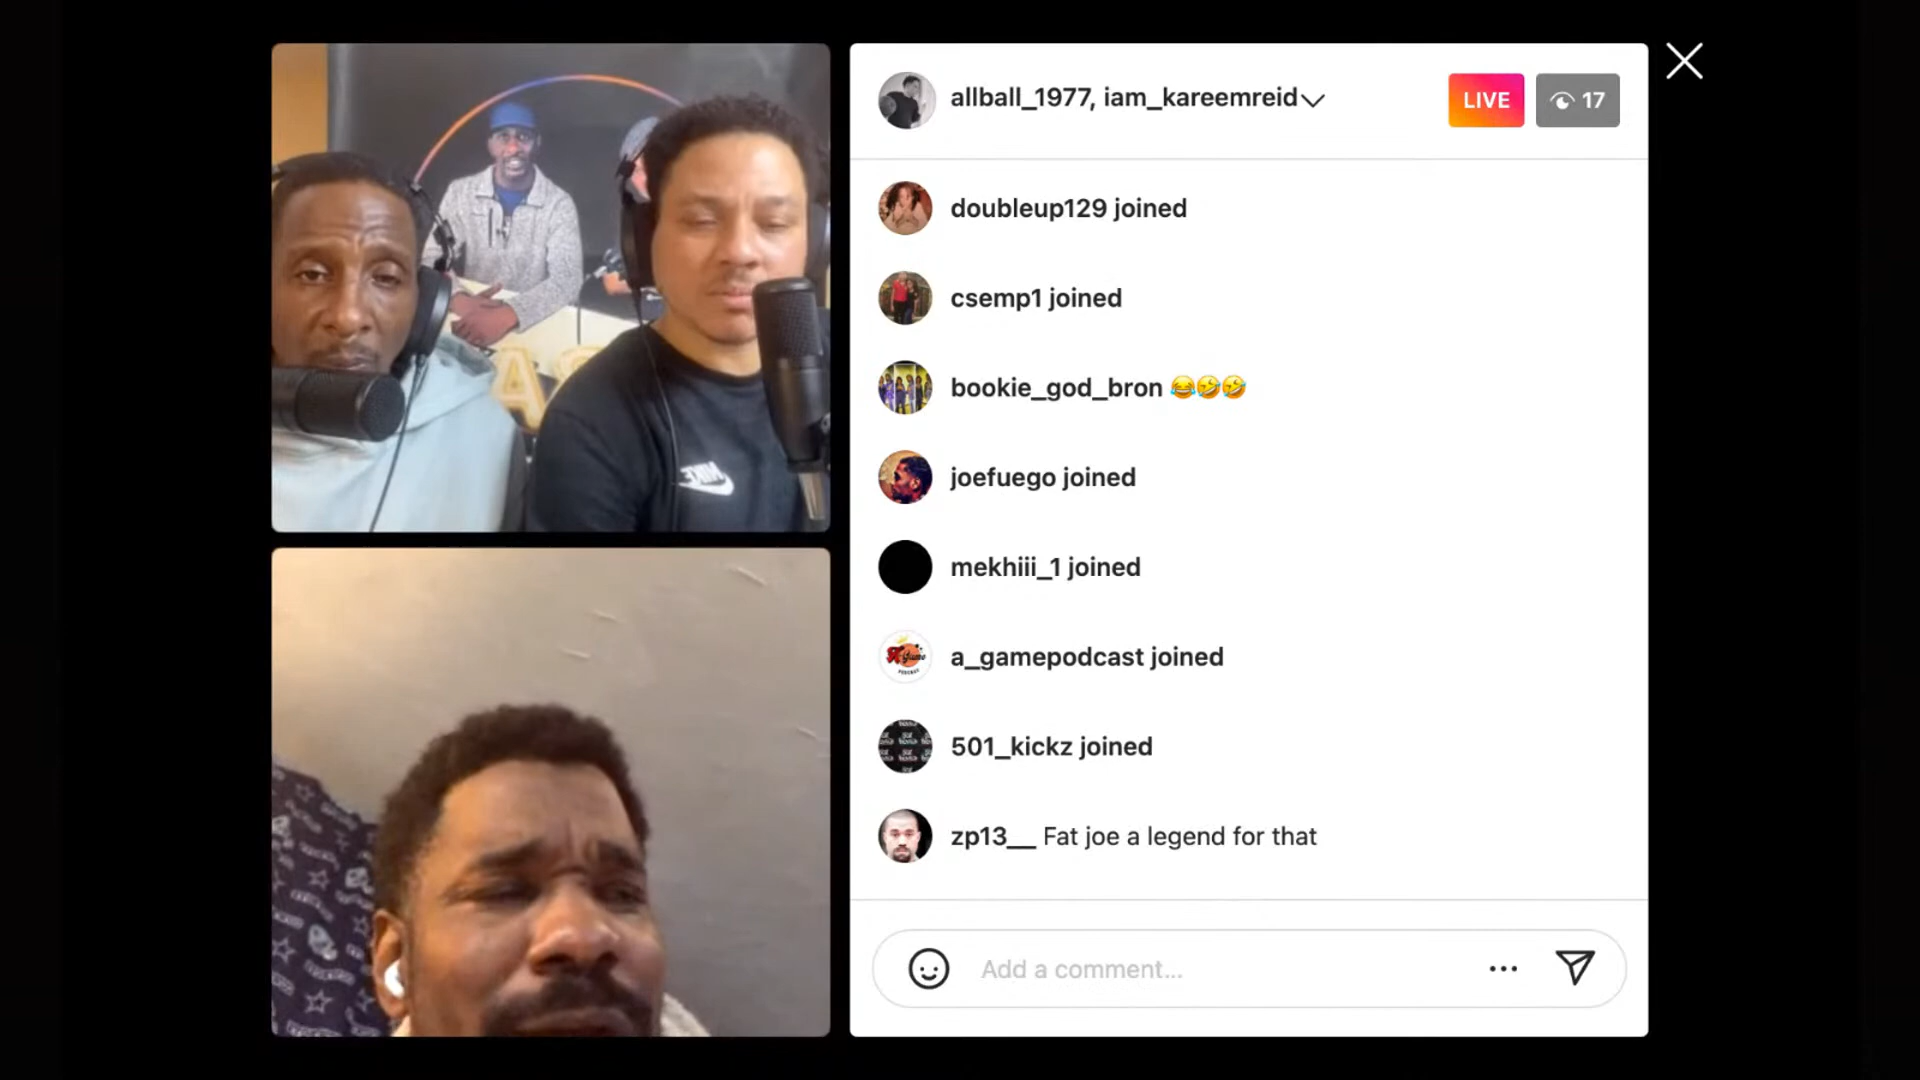 allball_1977, iam_kareemreid
LIVE
17
doubleup129 joined
csemp1 joined
bookie_god_bron 😂🤣🤣
joefuego joined
mekhiii_1 joined
a_gamepodcast joined
501_kickz joined
zp13__ Fat joe a legend for that
Add a comment...
NIKE